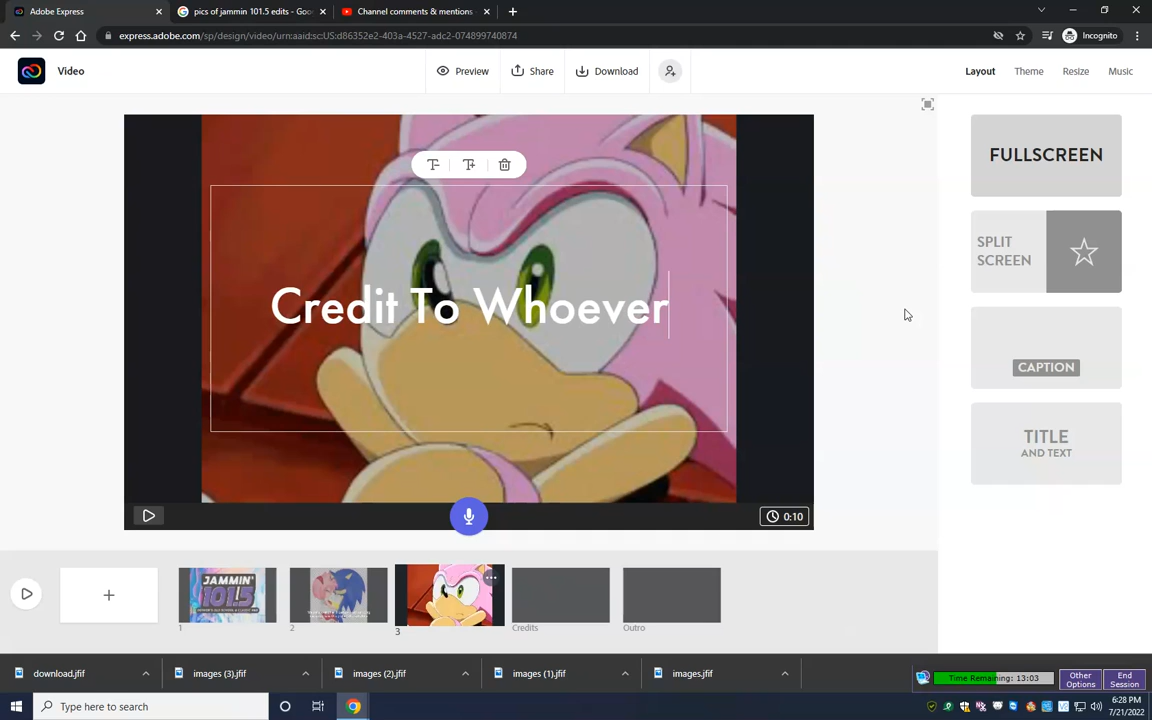 Adobe Express
pics of jammin 101.5 edits - Goo
Channel comments & mentions
express.adobe.com/sp/design/video/urn:aaid:sc:US:d86352e2-403a-4527-adc2-074899740874
Incognito
Video
Preview
Share
Download
Layout
Theme
Resize
Music
FULLSCREEN
SPLIT
SCREEN
CAPTION
TITLE
AND TEXT
Credit To Whoever
0:10
JAMMIN'
101.5
1
2
3
Credits
Outro
download.jfif
images (3).jfif
images (2).jfif
images (1).jfif
images.jfif
Time Remaining: 13:03
Other
Options
End
Session
Type here to search
6:28 PM
7/21/2022